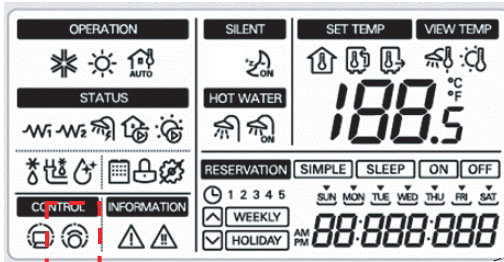 OPERATION SILENT SET TEMP VIEW TEMP
AUTO ON
STATUS HOT WATER 188.5 °C °F
W1 W2 ON
RESERVATION SIMPLE SLEEP ON OFF
CONTROL INFORMATION 1 2 3 4 5 SUN MON TUE WED THU FRI SAT
WEEKLY
HOLIDAY AM PM 88:888:888